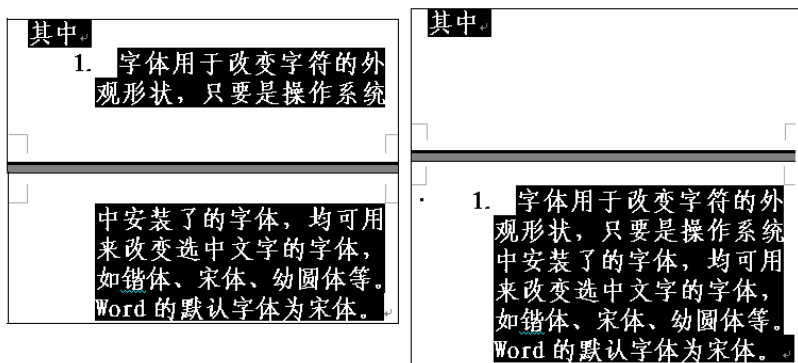 其中
1. 字体用于改变字符的外
观形状，只要是操作系统
中安装了的字体，均可用
来改变选中文字的字体，
如锴体、宋体、幼圆体等。
Word 的默认字体为宋体。
其中
1. 字体用于改变字符的外
观形状，只要是操作系统
中安装了的字体，均可用
来改变选中文字的字体，
如锴体、宋体、幼圆体等。
Word 的默认字体为宋体。